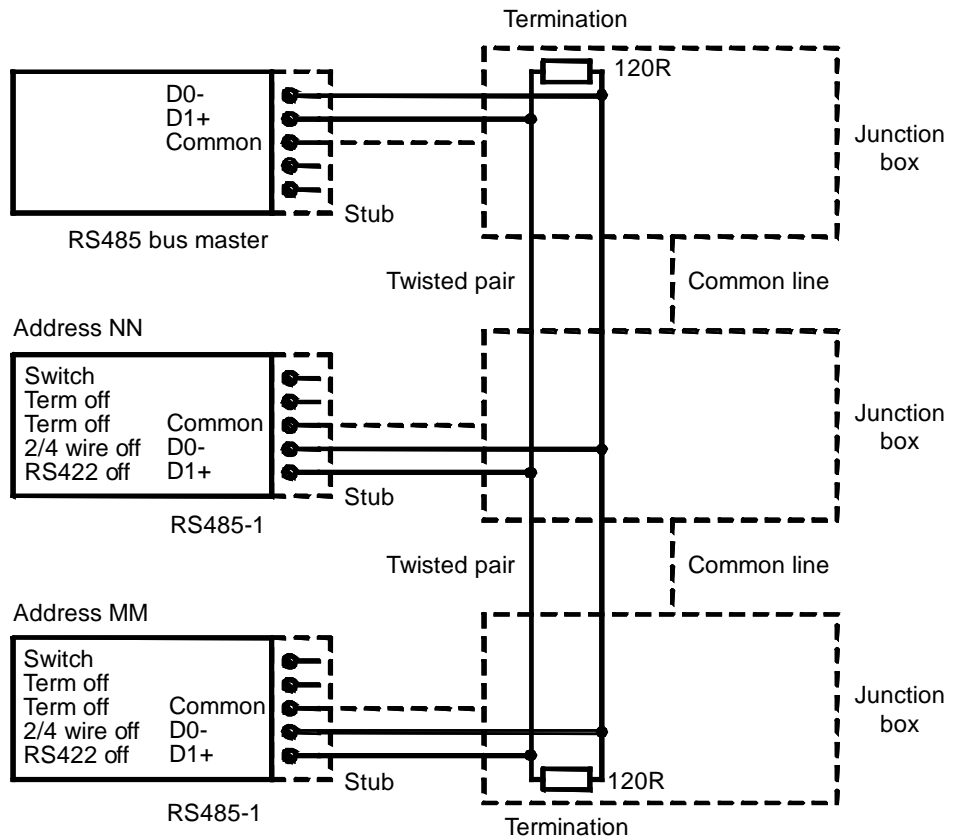 Termination
120R
D0-
D1+
Common
Junction
box
Stub
RS485 bus master
Twisted pair
Common line
Address NN
Switch
Term off
Term off Common
2/4 wire off D0-
RS422 off D1+
Junction
box
Stub
RS485-1
Twisted pair
Common line
Address MM
Switch
Term off
Term off Common
2/4 wire off D0-
RS422 off D1+
Junction
box
Stub
120R
RS485-1
Termination